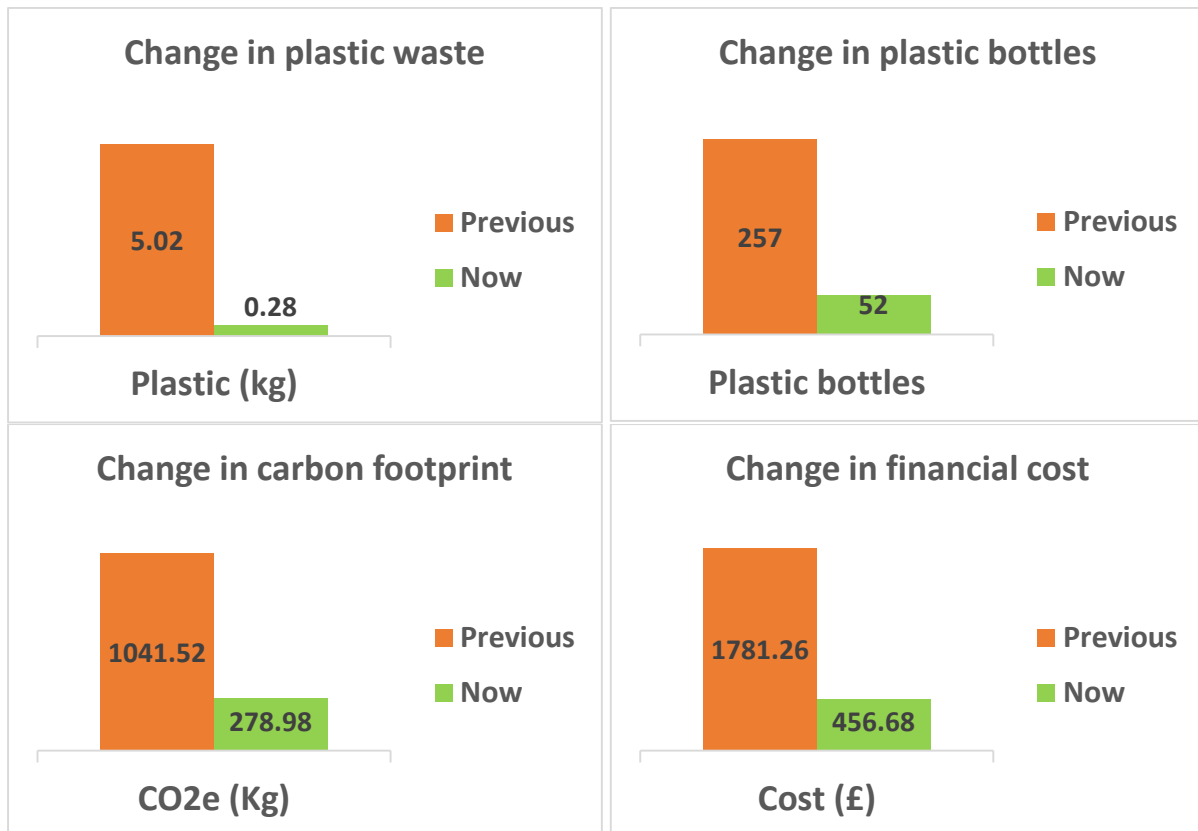 Change in plastic waste
5.02
0.28
Previous
Now
Plastic (kg)
Change in plastic bottles
257
52
Previous
Now
Plastic bottles
Change in carbon footprint
1041.52
278.98
Previous
Now
CO2e (Kg)
Change in financial cost
1781.26
456.68
Previous
Now
Cost (£)